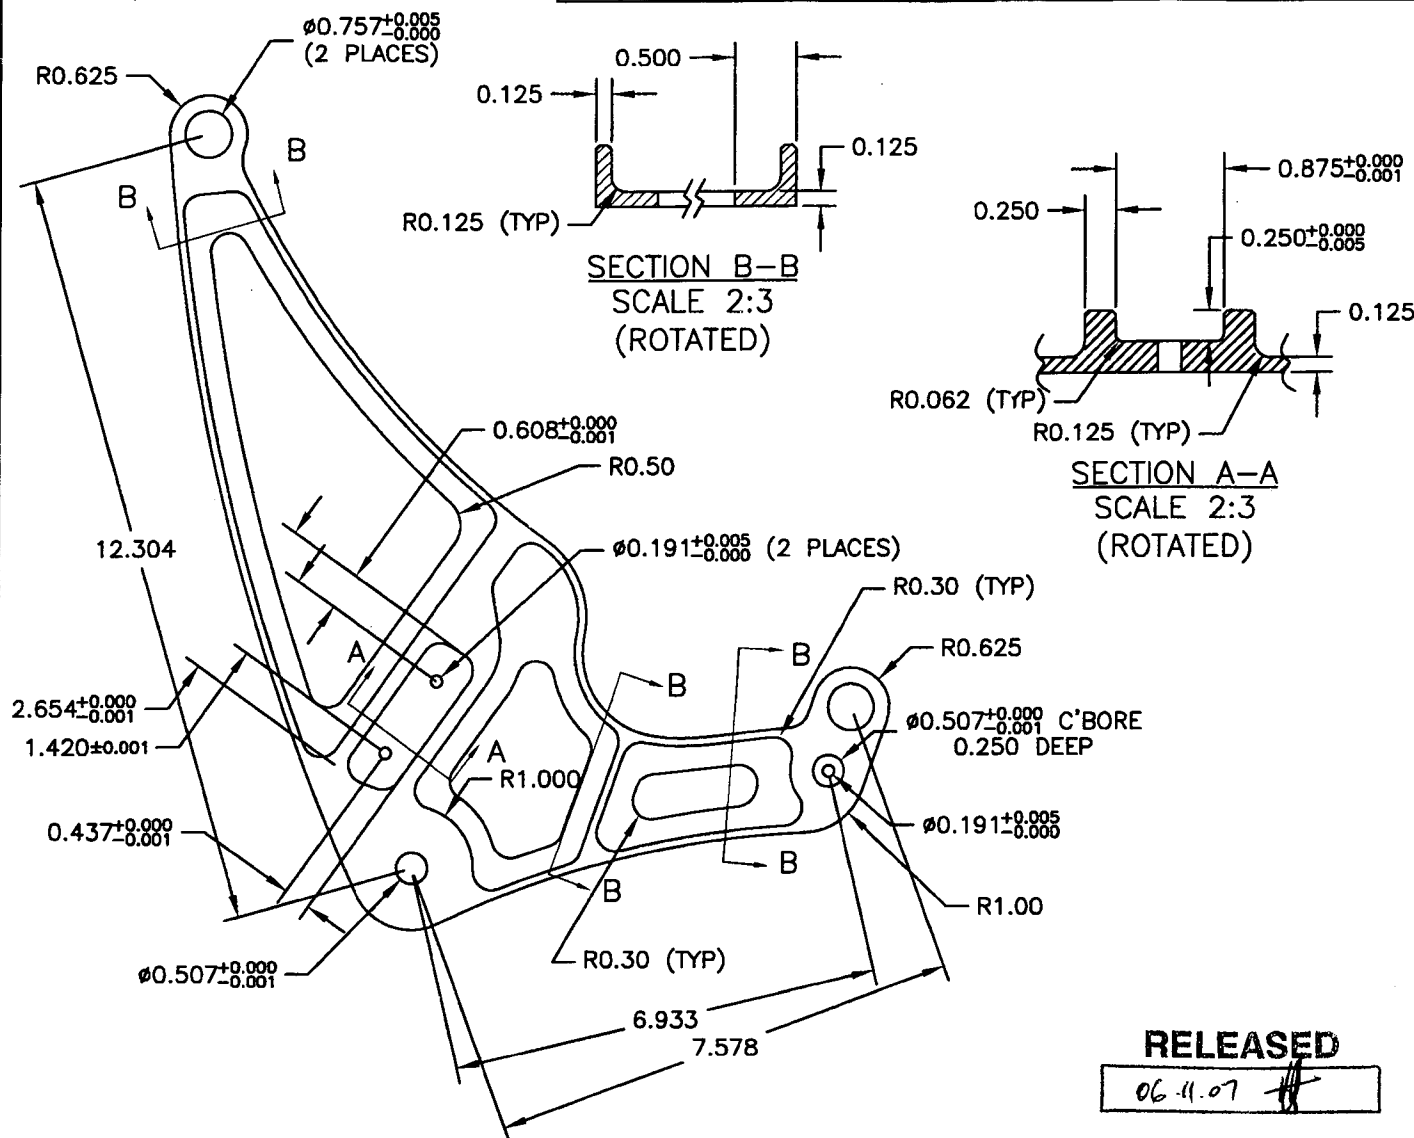 ø0.757+0.005 -0.000
(2 PLACES)
R0.625
B
B
0.500
0.125
0.125
R0.125 (TYP)
SECTION B-B
SCALE 2:3
(ROTATED)
0.875+0.000 -0.001
0.250
0.250+0.000 -0.005
0.125
R0.062 (TYP)
R0.125 (TYP)
SECTION A-A
SCALE 2:3
(ROTATED)
0.608+0.000 -0.001
R0.50
12.304
ø0.191+0.005 -0.000 (2 PLACES)
R0.30 (TYP)
R0.625
A
B
B
2.654+0.000 -0.001
1.420±0.001
ø0.507+0.000 -0.001 C'BORE
0.250 DEEP
A
R1.000
0.437+0.000 -0.001
ø0.191+0.005 -0.000
B
B
R1.00
ø0.507+0.000 -0.001
R0.30 (TYP)
6.933
7.578
RELEASED
06.11.07